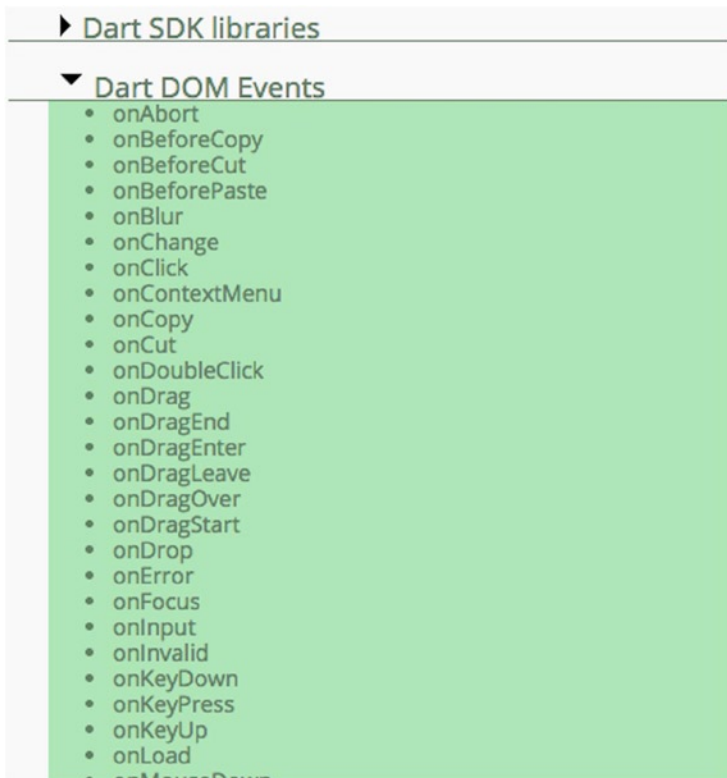 Dart SDK libraries
Dart DOM Events
onAbort
onBeforeCopy
onBeforeCut
onBeforePaste
onBlur
onChange
onClick
onContextMenu
onCopy
onCut
onDoubleClick
onDrag
onDragEnd
onDragEnter
onDragLeave
onDragOver
onDragStart
onDrop
onError
onFocus
onInput
onInvalid
onKeyDown
onKeyPress
onKeyUp
onLoad
onMouseDown